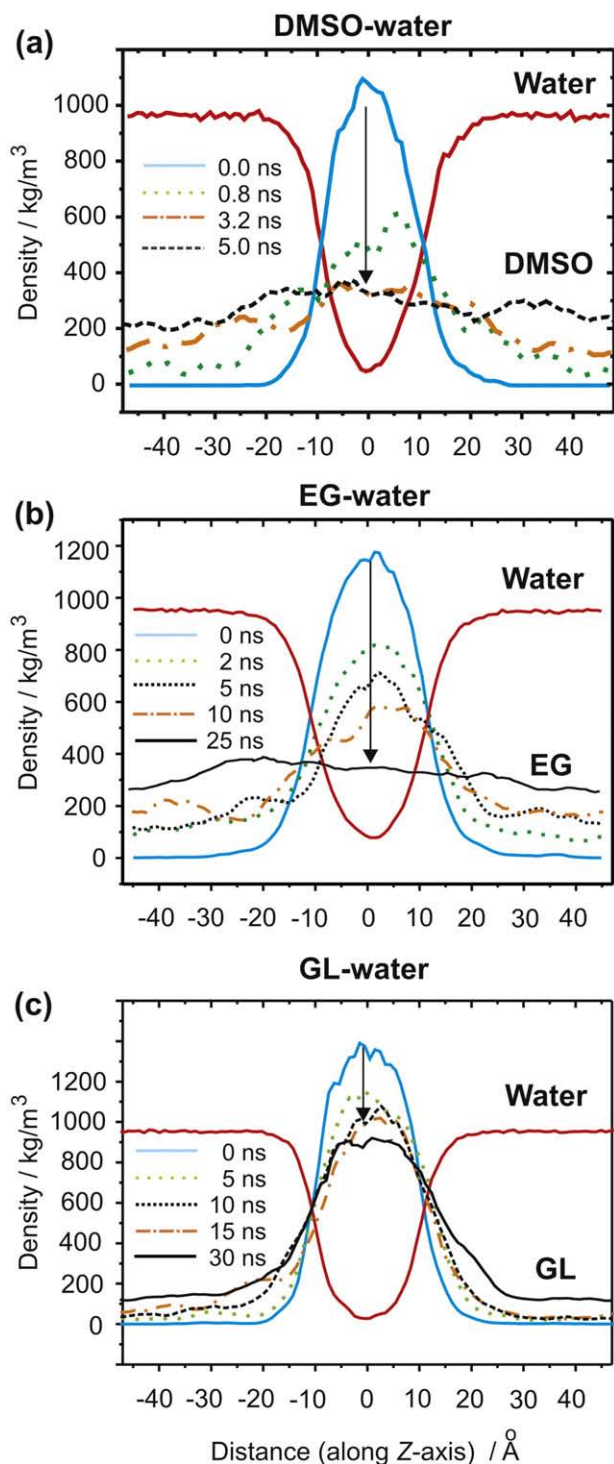 DMSO-water
(a)
Water
1000
800
600
400
200
0
0.0 ns
0.8 ns
3.2 ns
5.0 ns
DMSO
Density / kg/m³
-40 -30 -20 -10 0 10 20 30 40
EG-water
(b)
1200
1000
800
600
400
200
0
Water
0 ns
2 ns
5 ns
10 ns
25 ns
EG
Density / kg/m³
-40 -30 -20 -10 0 10 20 30 40
GL-water
(c)
1200
1000
800
600
400
200
0
Water
0 ns
5 ns
10 ns
15 ns
30 ns
GL
Density / kg/m³
-40 -30 -20 -10 0 10 20 30 40
Distance (along Z-axis) / Å